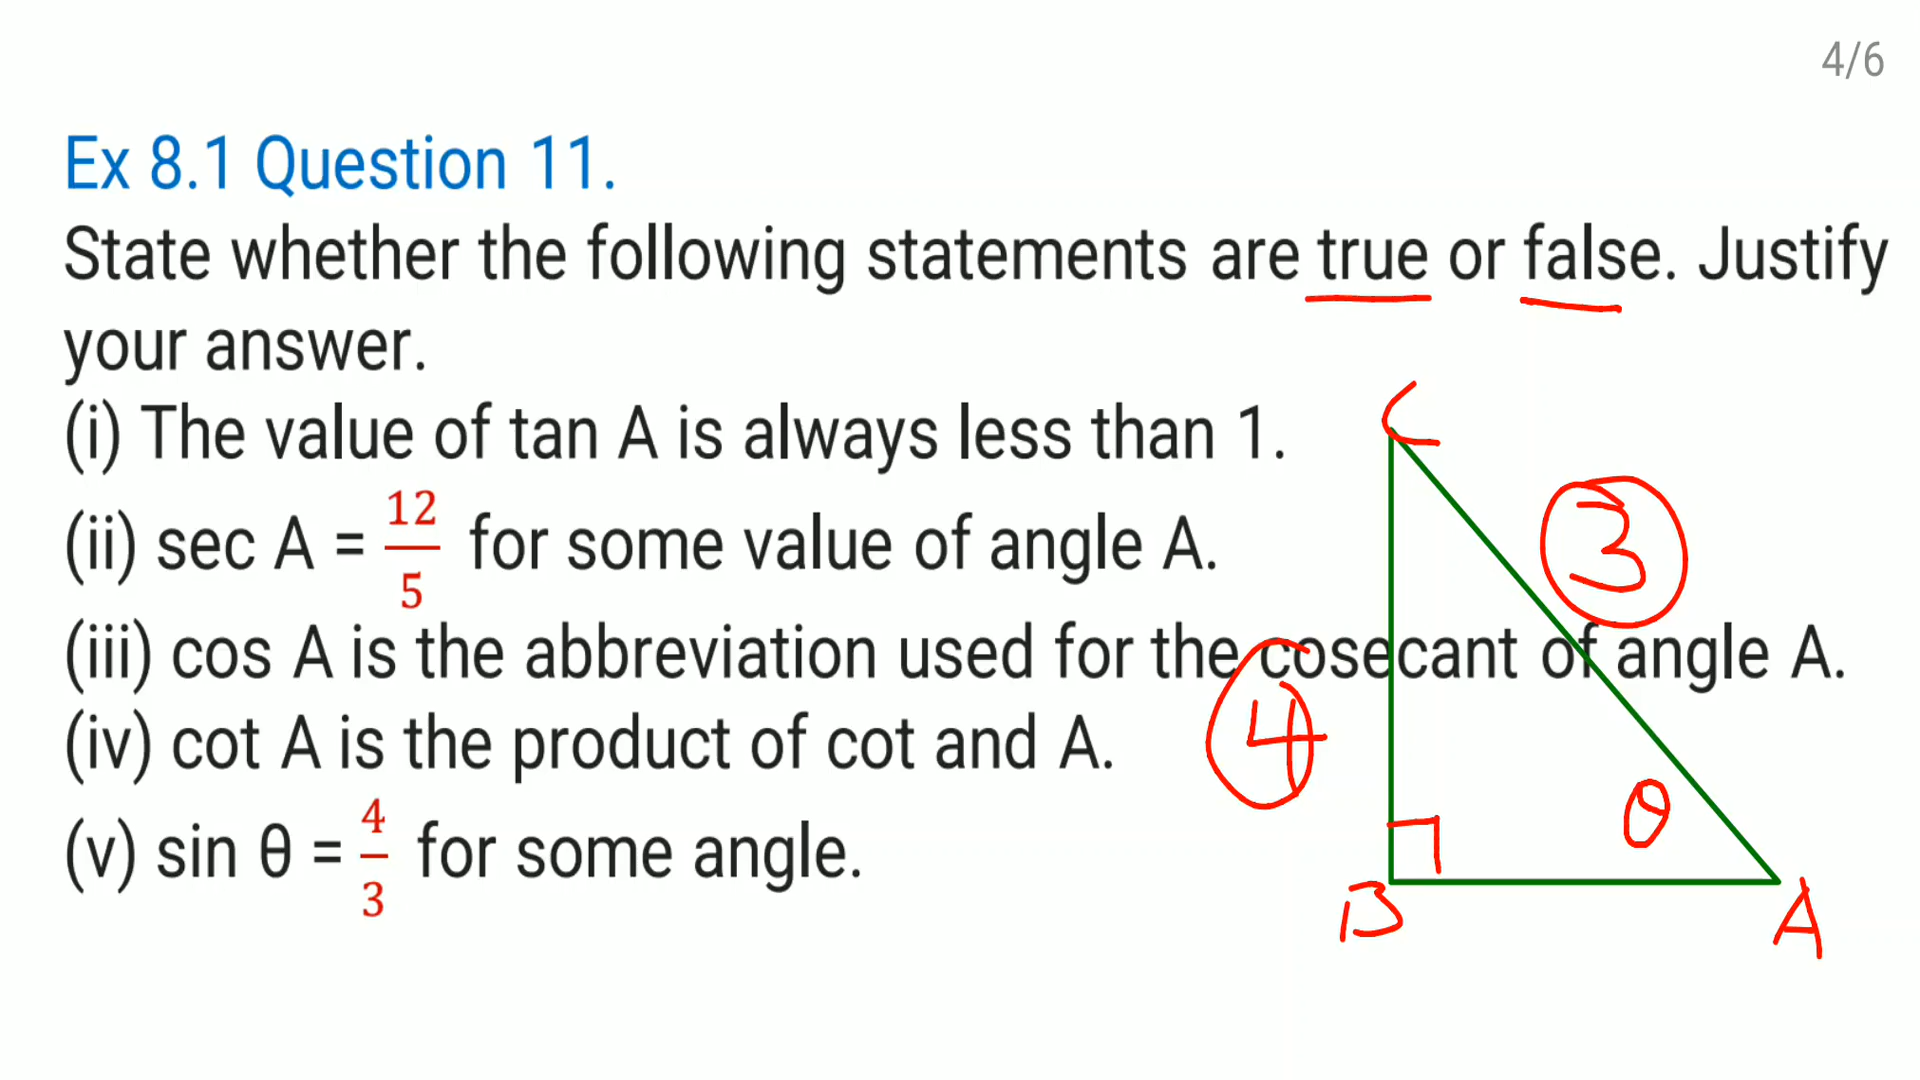 4/6
Ex 8.1 Question 11.
State whether the following statements are true or false. Justify
your answer.
(i) The value of tan A is always less than 1.
(ii) sec A = 12/5 for some value of angle A.
(iii) cos A is the abbreviation used for the cosecant of angle A.
(iv) cot A is the product of cot and A.
(v) sin θ = 4/3 for some angle.
C
3
4
θ
B
A